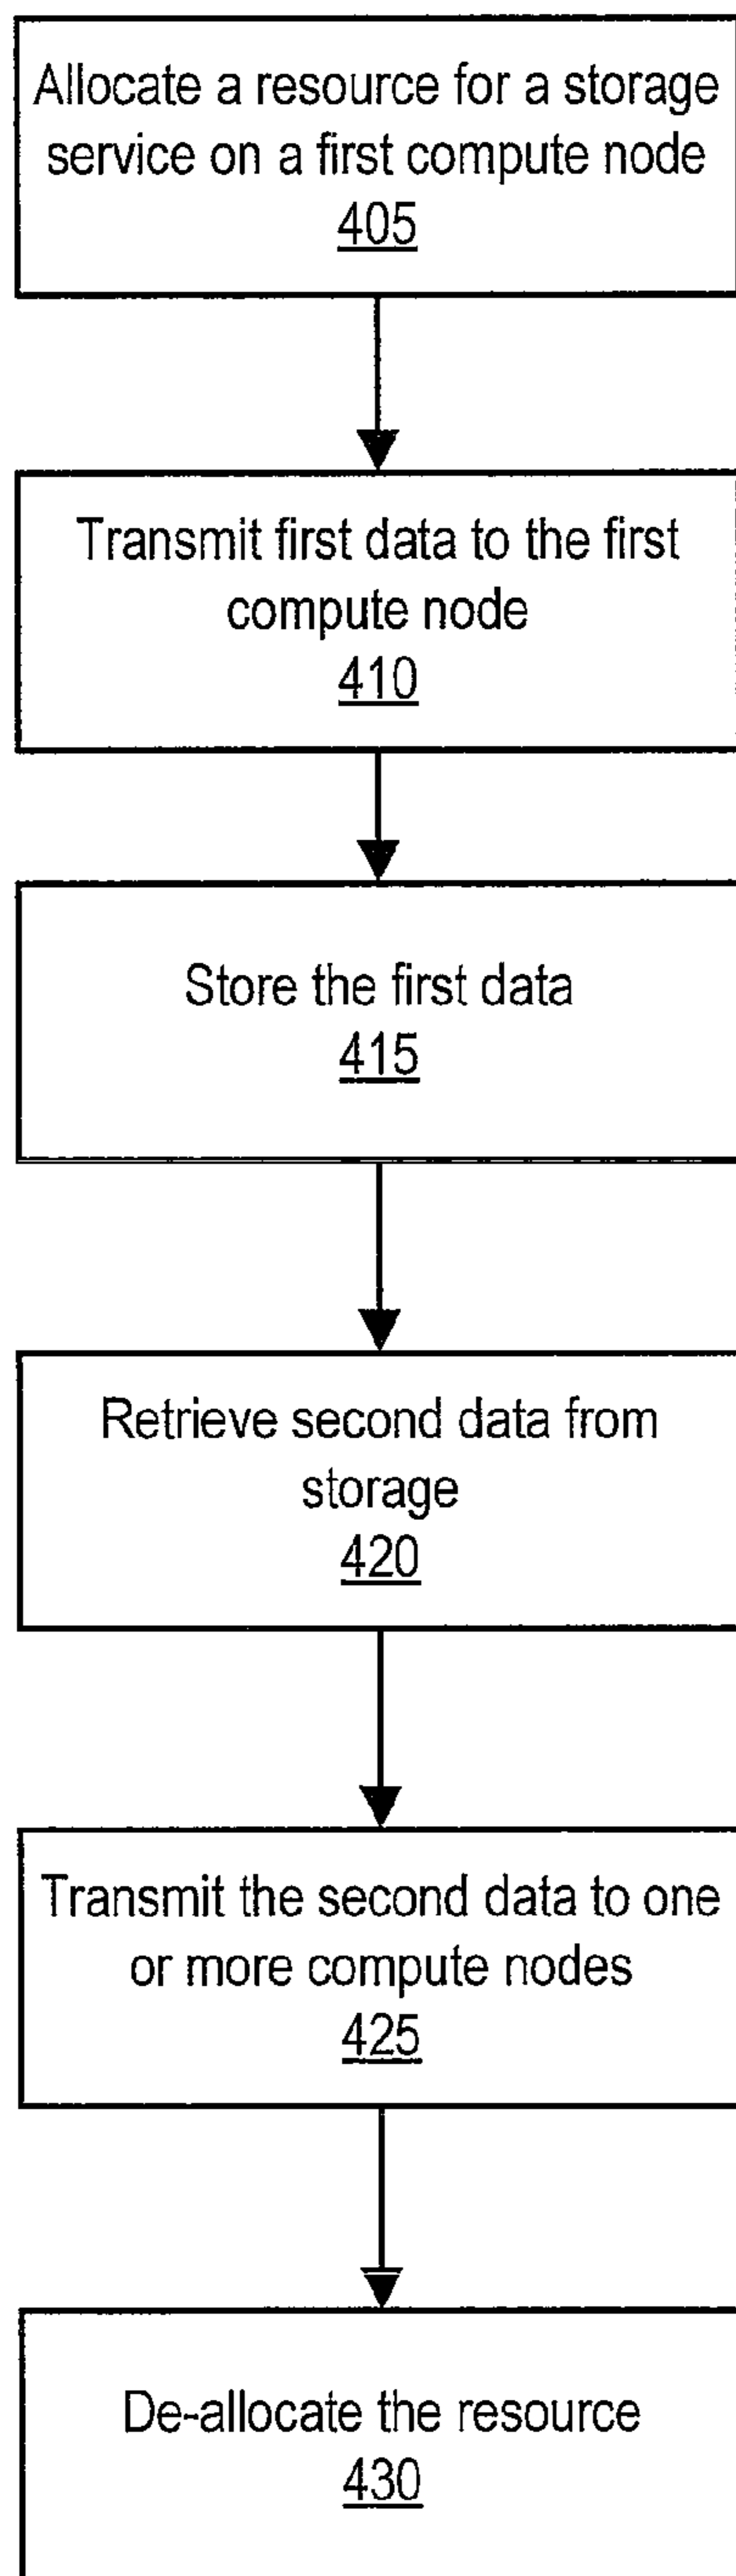 Allocate a resource for a storage
service on a first compute node
405
Transmit first data to the first
compute node
410
Store the first data
415
Retrieve second data from
storage
420
Transmit the second data to one
or more compute nodes
425
De-allocate the resource
430